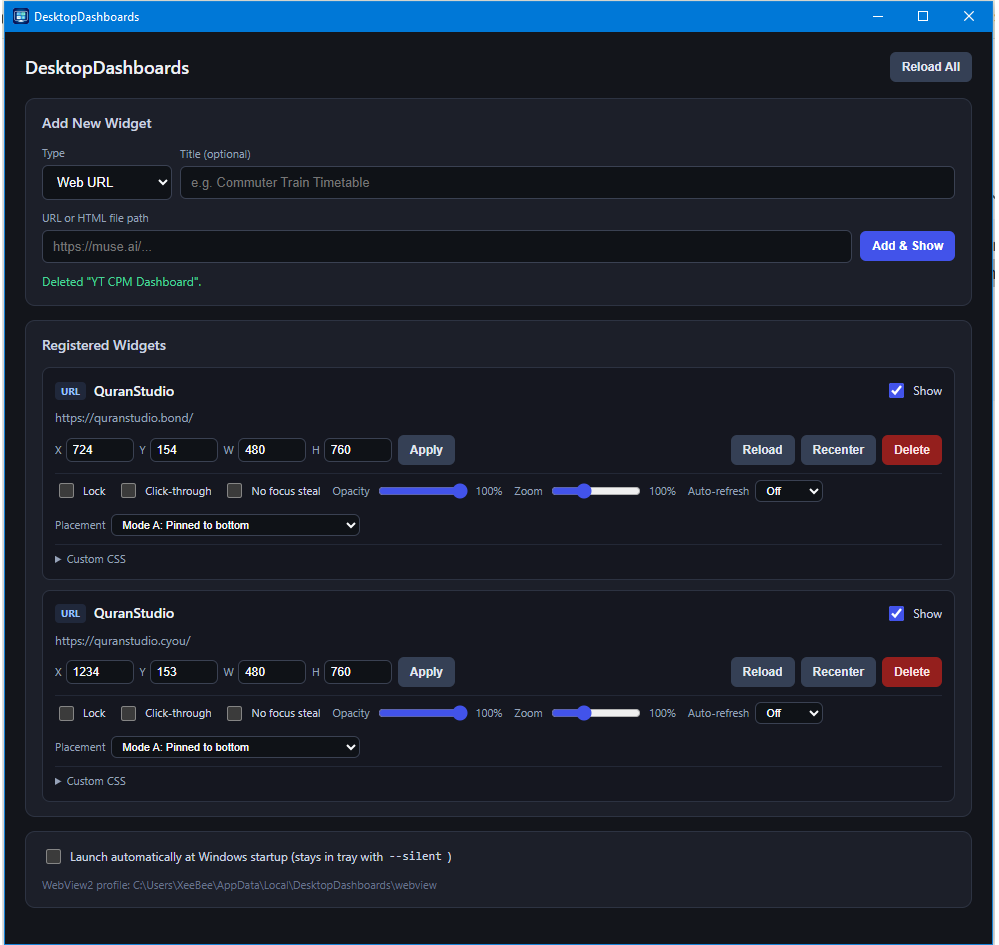 DesktopDashboards
DesktopDashboards
Reload All
Add New Widget
Type
Title (optional)
Web URL
e.g. Commuter Train Timetable
URL or HTML file path
https://muse.ai/...
Add & Show
Deleted "YT CPM Dashboard".
Registered Widgets
URL QuranStudio
Show
https://quranstudio.bond/
X 724 Y 154 W 480 H 760 Apply Reload Recenter Delete
Lock Click-through No focus steal Opacity 100% Zoom 100% Auto-refresh Off
Placement Mode A: Pinned to bottom
Custom CSS
URL QuranStudio
Show
https://quranstudio.cyou/
X 1234 Y 153 W 480 H 760 Apply Reload Recenter Delete
Lock Click-through No focus steal Opacity 100% Zoom 100% Auto-refresh Off
Placement Mode A: Pinned to bottom
Custom CSS
Launch automatically at Windows startup (stays in tray with --silent )
WebView2 profile: C:\Users\XeeBee\AppData\Local\DesktopDashboards\webview